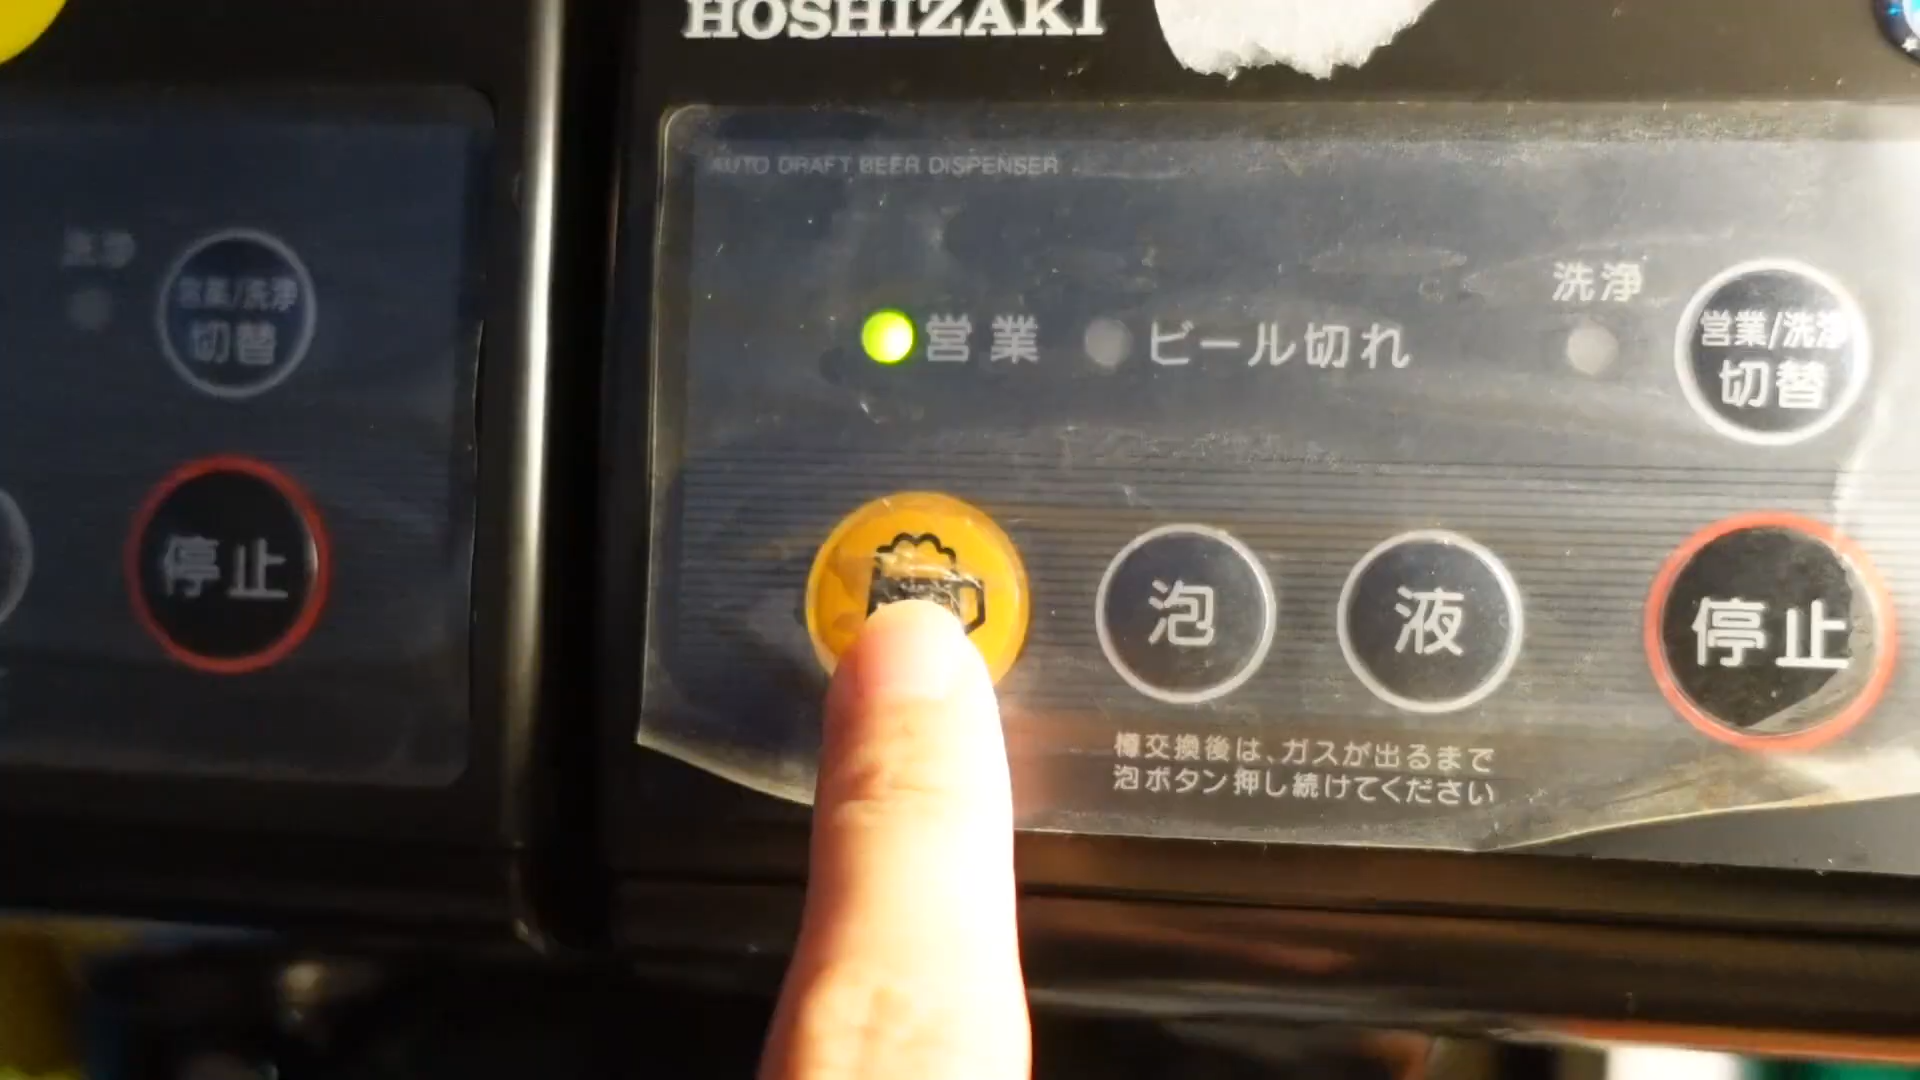 HOSHIZAKI
AUTO DRAFT BEER DISPENSER
洗浄
営業/洗浄
切替
停止
営業
ビール切れ
洗浄
営業/洗浄
切替
泡
液
停止
樽交換後は、ガスが出るまで
泡ボタン押し続けてください